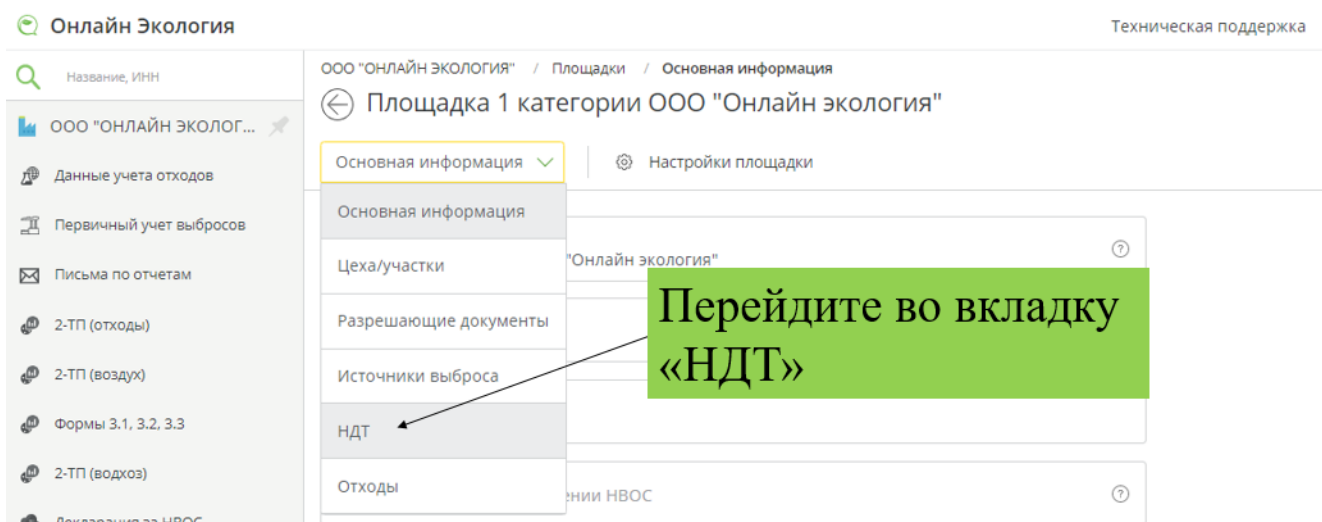 Онлайн Экология
Техническая поддержка
Название, ИНН
ООО "ОНЛАЙН ЭКОЛОГ...
Данные учета отходов
Первичный учет выбросов
Письма по отчетам
2-ТП (отходы)
2-ТП (воздух)
Формы 3.1, 3.2, 3.3
2-ТП (водхоз)
ООО "ОНЛАЙН ЭКОЛОГИЯ" / Площадки / Основная информация
Площадка 1 категории ООО "Онлайн экология"
Основная информация
Настройки площадки
Основная информация
Цеха/участки
"Онлайн экология"
Разрешающие документы
Источники выброса
НДТ
Отходы
ении НВОС
Перейдите во вкладку
«НДТ»